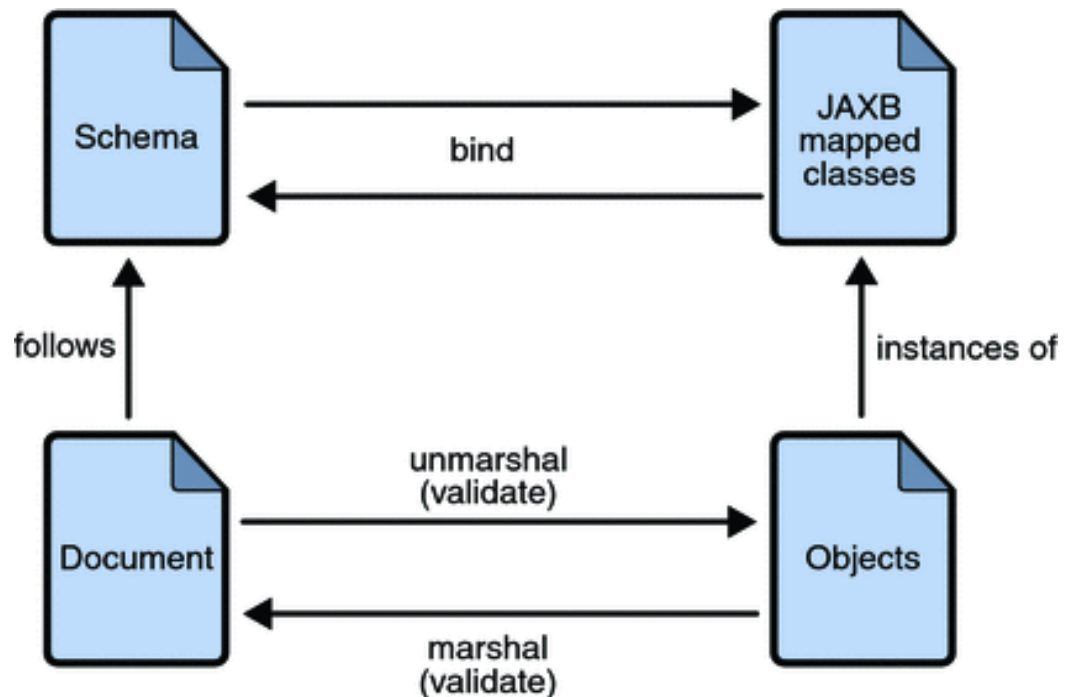 Schema
bind
JAXB
mapped
classes
follows
instances of
unmarshal
(validate)
Document
Objects
marshal
(validate)